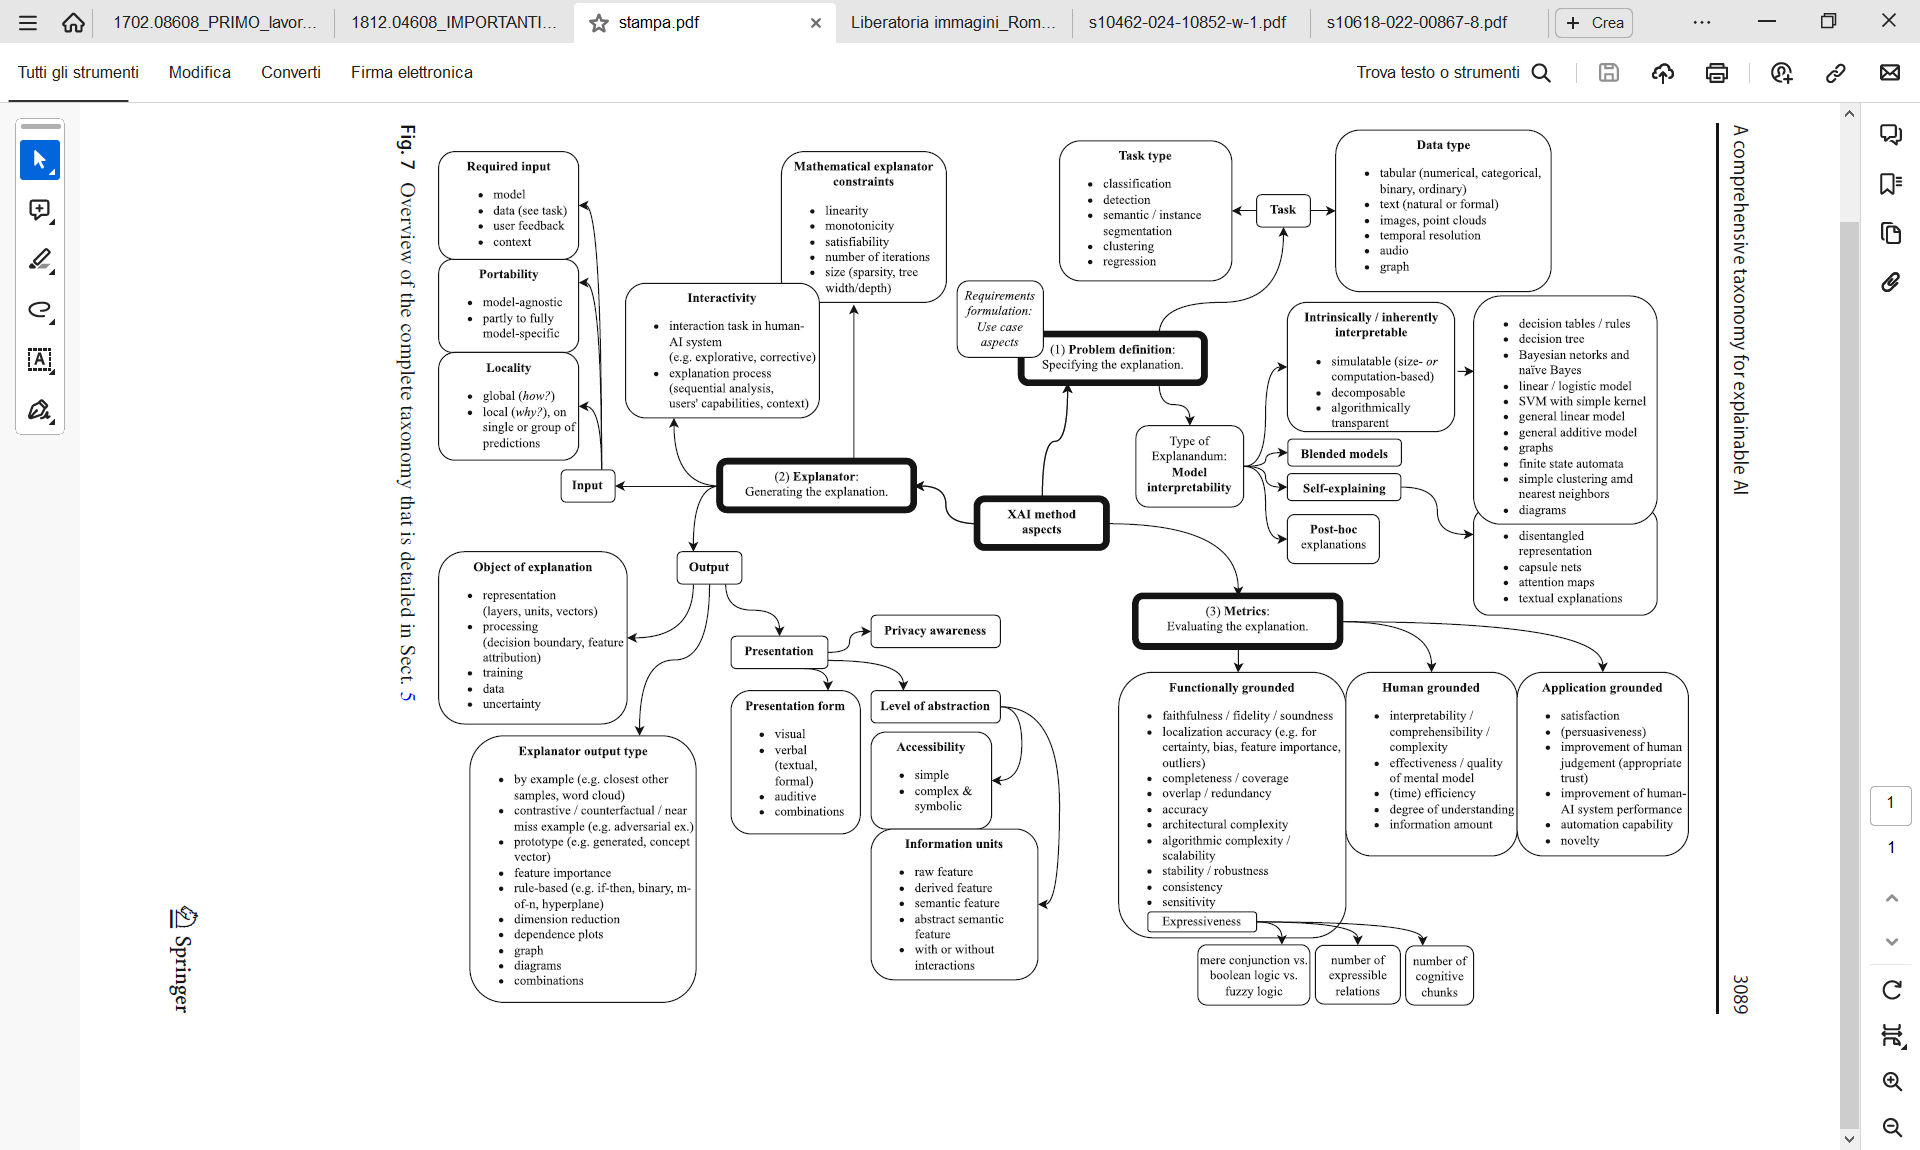 1702.08608_PRIMO_lavor...
1812.04608_IMPORTANTI...
stampa.pdf
Liberatoria immagini_Rom...
s10462-024-10852-w-1.pdf
s10618-022-00867-8.pdf
Crea
Tutti gli strumenti
Modifica
Converti
Firma elettronica
Trova testo o strumenti
A comprehensive taxonomy for explainable AI
3089
Fig. 7 Overview of the complete taxonomy that is detailed in Sect. 5
Required input
• model
• data (see task)
• user feedback
• context
Portability
• model-agnostic
• partly to fully
model-specific
Locality
• global (how?)
• local (why?), on
single or group of
predictions
Input
Mathematical explanator
constraints
• linearity
• monotonicity
• satisfiability
• number of iterations
• size (sparsity, tree
width/depth)
Interactivity
• interaction task in human-
AI system
(e.g. explorative, corrective)
• explanation process
(sequential analysis,
users' capabilities, context)
(2) Explanator:
Generating the explanation.
Task type
• classification
• detection
• semantic / instance
segmentation
• clustering
• regression
Task
Data type
• tabular (numerical, categorical,
binary, ordinary)
• text (natural or formal)
• images, point clouds
• temporal resolution
• audio
• graph
Requirements
formulation:
Use case
aspects
(1) Problem definition:
Specifying the explanation.
Type of
Explanandum:
Model
interpretability
Intrinsically / inherently
interpretable
• simulatable (size- or
computation-based)
• decomposable
• algorithmically
transparent
Blended models
Self-explaining
Post-hoc
explanations
• decision tables / rules
• decision tree
• Bayesian netorks and
naïve Bayes
• linear / logistic model
• SVM with simple kernel
• general linear model
• general additive model
• graphs
• finite state automata
• simple clustering amd
nearest neighbors
• diagrams
• disentangled
representation
• capsule nets
• attention maps
• textual explanations
XAI method
aspects
Output
Object of explanation
• representation
(layers, units, vectors)
• processing
(decision boundary, feature
attribution)
• training
• data
• uncertainty
Explanator output type
• by example (e.g. closest other
samples, word cloud)
• contrastive / counterfactual / near
miss example (e.g. adversarial ex.)
• prototype (e.g. generated, concept
vector)
• feature importance
• rule-based (e.g. if-then, binary, m-
of-n, hyperplane)
• dimension reduction
• dependence plots
• graph
• diagrams
• combinations
Presentation
Privacy awareness
Presentation form
• visual
• verbal
(textual,
formal)
• auditive
• combinations
Level of abstraction
Accessibility
• simple
• complex &
symbolic
Information units
• raw feature
• derived feature
• semantic feature
• abstract semantic
feature
• with or without
interactions
(3) Metrics:
Evaluating the explanation.
Functionally grounded
• faithfulness / fidelity / soundness
• localization accuracy (e.g. for
certainty, bias, feature importance,
outliers)
• completeness / coverage
• overlap / redundancy
• accuracy
• architectural complexity
• algorithmic complexity /
scalability
• stability / robustness
• consistency
• sensitivity
Expressiveness
mere conjunction vs.
boolean logic vs.
fuzzy logic
number of
expressible
relations
number of
cognitive
chunks
Human grounded
• interpretability /
comprehensibility /
complexity
• effectiveness / quality
of mental model
• (time) efficiency
• degree of understanding
• information amount
Application grounded
• satisfaction
• (persuasiveness)
• improvement of human
judgement (appropriate
trust)
• improvement of human-
AI system performance
• automation capability
• novelty
Springer
1
1